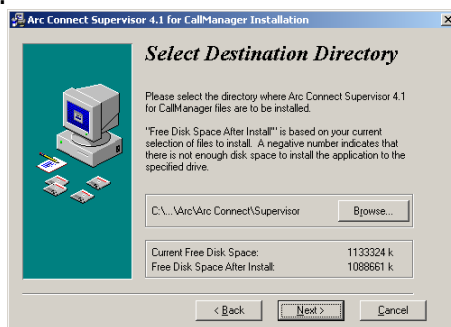 Arc Connect Supervisor 4.1 for CallManager Installation
Select Destination Directory
Please select the directory where Arc Connect Supervisor 4.1
for CallManager files are to be installed.
"Free Disk Space After Install" is based on your current
selection of files to install. A negative number indicates that
there is not enough disk space to install the application to the
specified drive.
C:\...\Arc\Arc Connect\Supervisor
Browse...
Current Free Disk Space: 1133324 k
Free Disk Space After Install: 1088661 k
< Back
Next >
Cancel